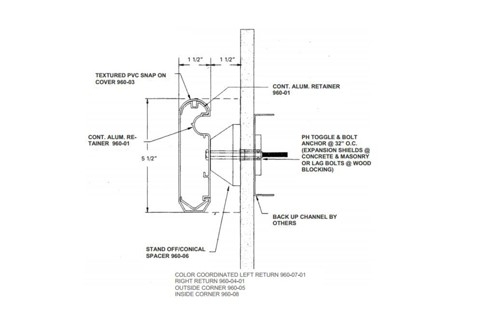 1 1/2" 1 1/2"
TEXTURED PVC SNAP ON
COVER 960-03
CONT. ALUM. RETAINER
960-01
CONT. ALUM. RE-
TAINER 960-01
5 1/2"
PH TOGGLE & BOLT
ANCHOR @ 32" O.C.
(EXPANSION SHIELDS @
CONCRETE & MASONRY
OR LAG BOLTS @ WOOD
BLOCKING)
BACK UP CHANNEL BY
OTHERS
STAND OFF/CONICAL
SPACER 960-06
COLOR COORDINATED LEFT RETURN 960-07-01
RIGHT RETURN 960-04-01
OUTSIDE CORNER 960-05
INSIDE CORNER 960-08